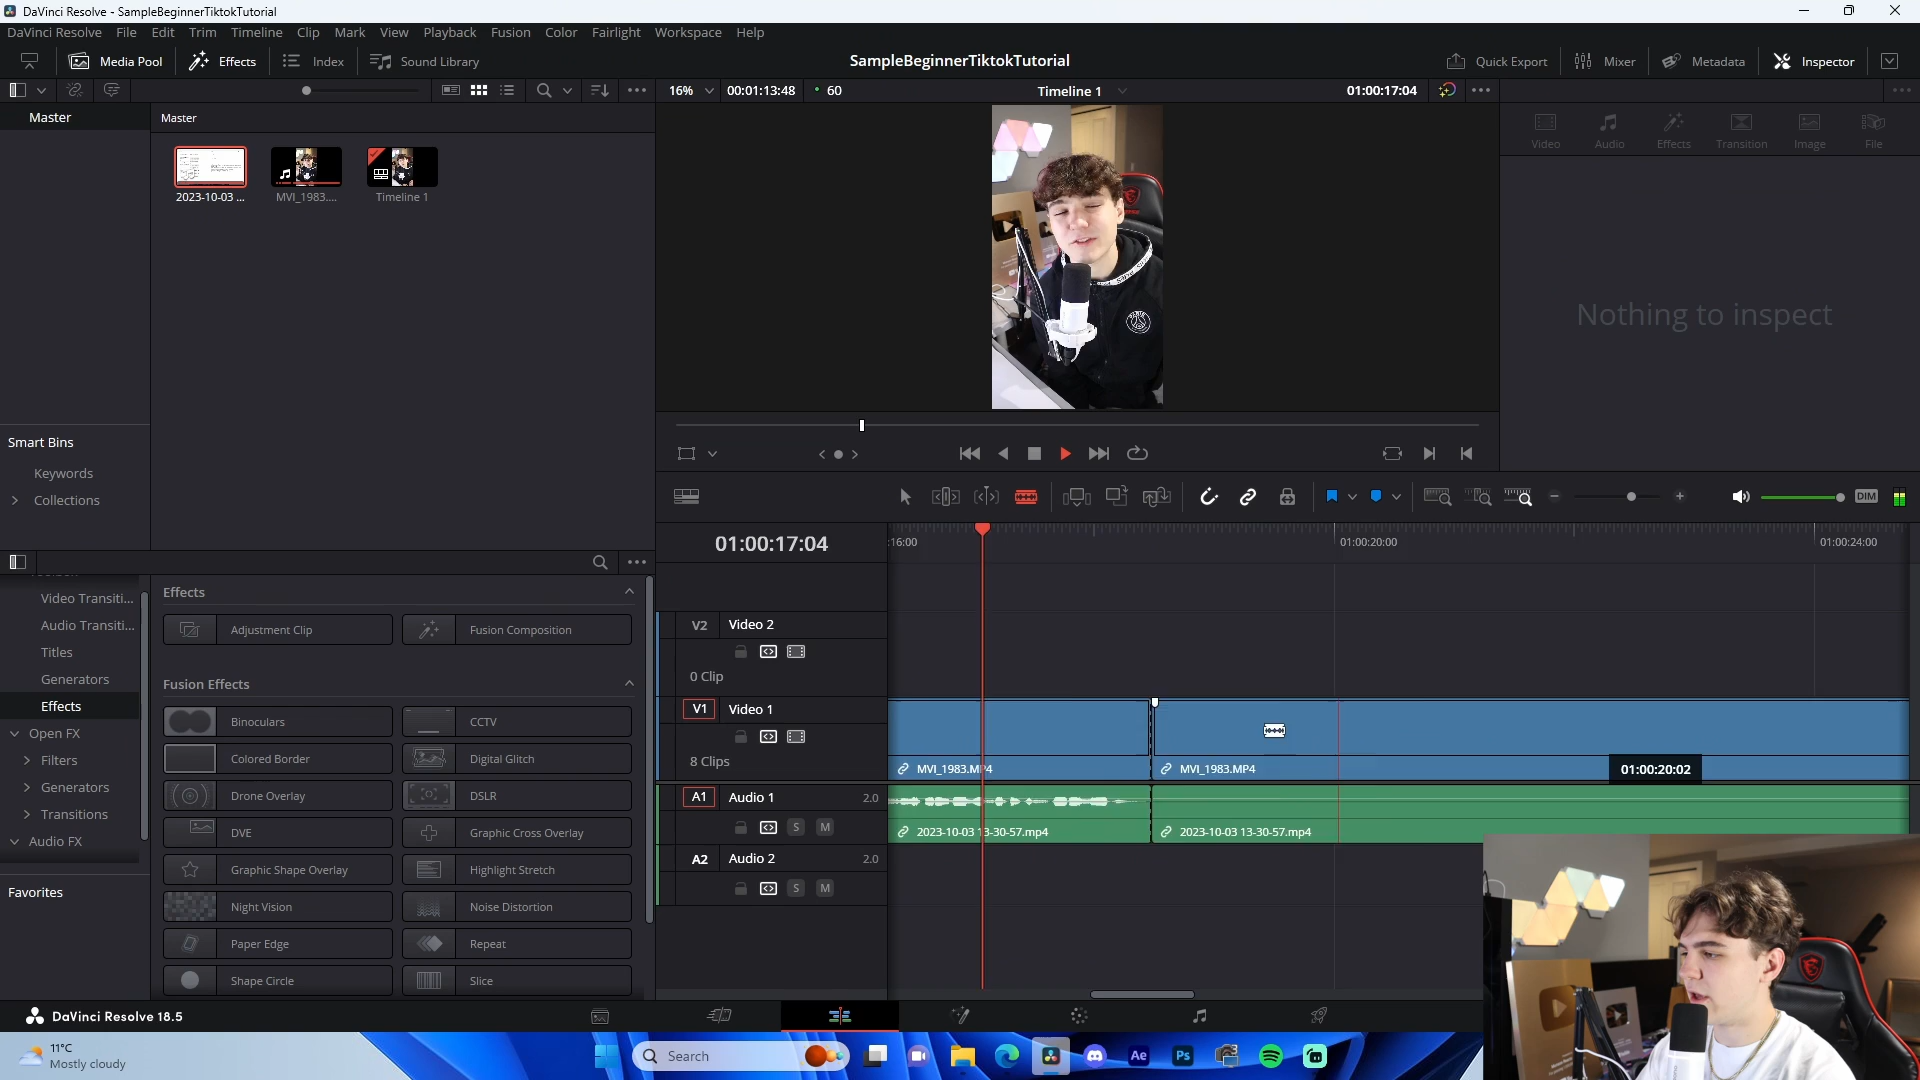 DaVinci Resolve - SampleBeginnerTiktokTutorial
DaVinci Resolve File Edit Trim Timeline Clip Mark View Playback Fusion Color Fairlight Workspace Help
Media Pool Effects Index Sound Library SampleBeginnerTiktokTutorial Quick Export Mixer Metadata Inspector
16% 00:01:13:48 60 Timeline 1 01:00:17:04
Master Master
Video Audio Effects Transition Image File
2023-10-03 ... MVI_1983.... Timeline 1
Nothing to inspect
Smart Bins
Keywords
Collections
DIM
01:00:17:04 :16:00 01:00:20:00 01:00:24:00
Effects
Video Transiti...
Audio Transiti... Adjustment Clip Fusion Composition
V2 Video 2
Titles
Generators 0 Clip
Fusion Effects
Effects
V1 Video 1
Binoculars CCTV
Open FX
Filters Colored Border Digital Glitch
8 Clips MVI_1983.MP4 MVI_1983.MP4 01:00:20:02
Generators Drone Overlay DSLR
A1 Audio 1 2.0
Transitions
S M
DVE Graphic Cross Overlay
2023-10-03 13-30-57.mp4 2023-10-03 13-30-57.mp4
Audio FX
A2 Audio 2 2.0
Graphic Shape Overlay Highlight Stretch
S M
Favorites
Night Vision Noise Distortion
Paper Edge Repeat
Shape Circle Slice
DaVinci Resolve 18.5
11°C
Mostly cloudy
Search
Ae
Ps